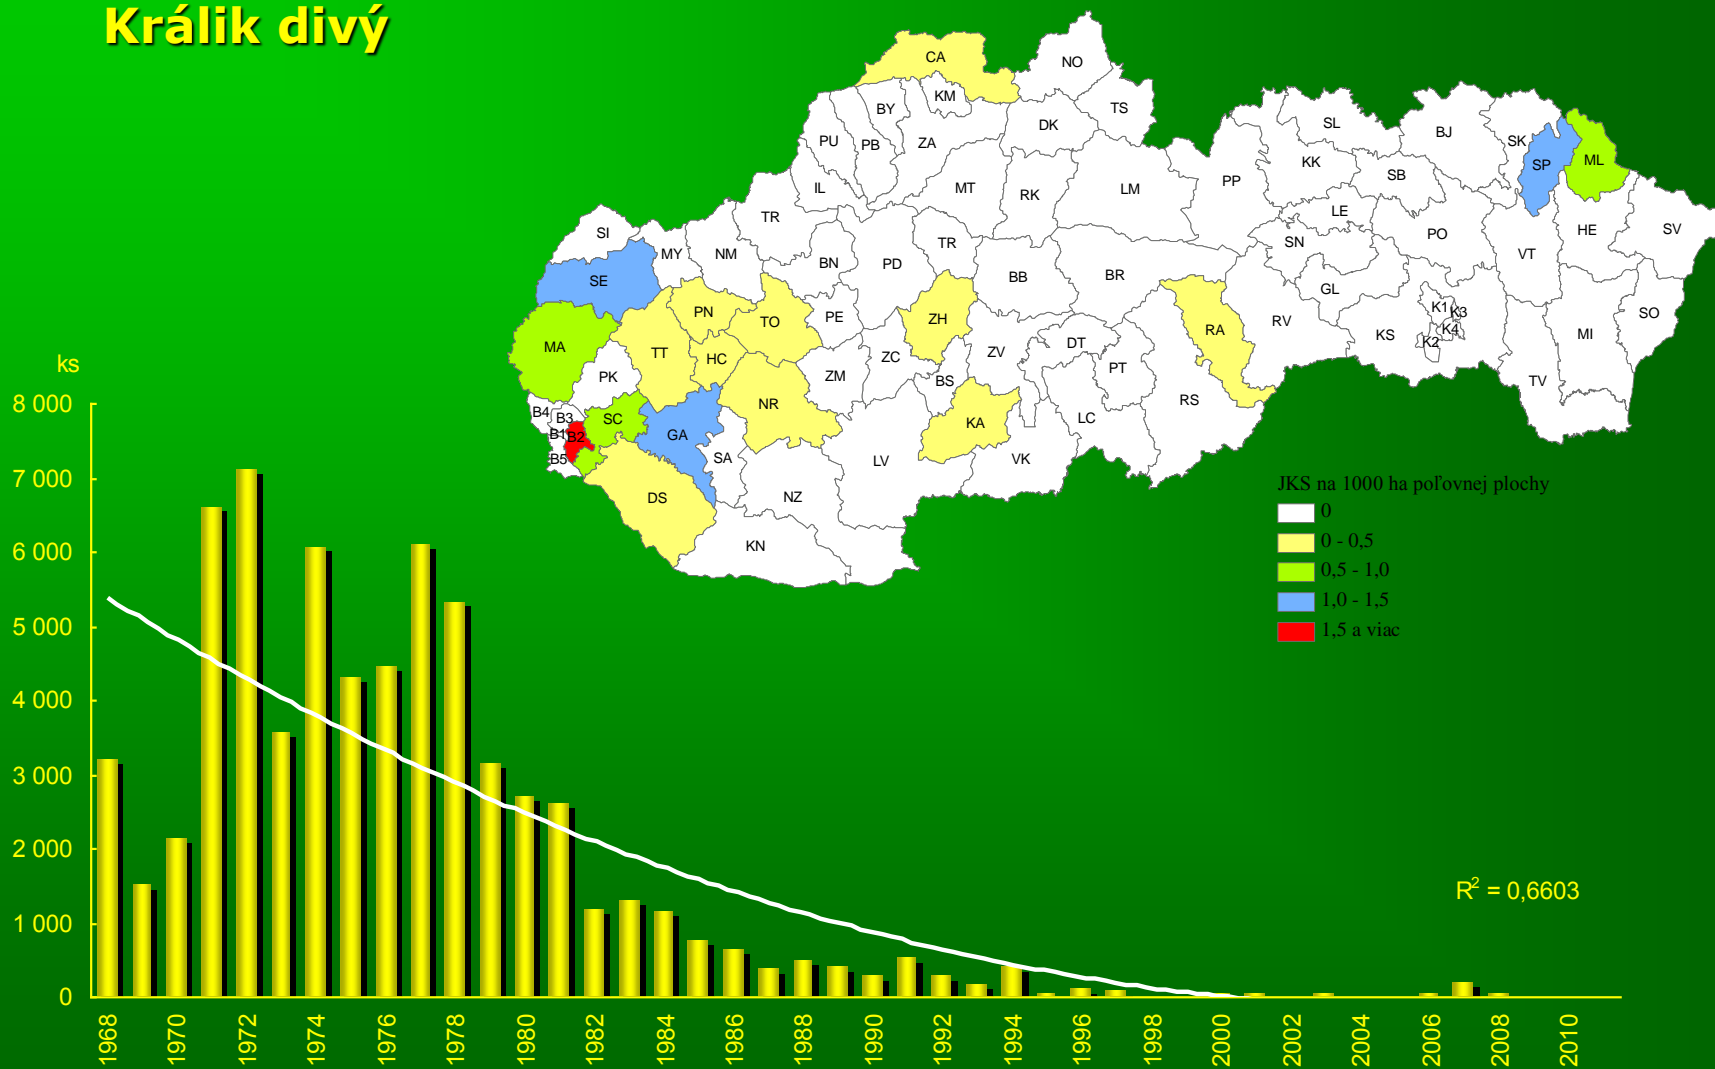 Králik divý
CA
NO
KM
TS
BY
DK
SL
BJ
PU
PB
ZA
SK
KK
SP
ML
SB
IL
MT
RK
LM
PP
TR
LE
SI
TR
SN
PO
HE
SV
MY
NM
BN
PD
BB
BR
VT
SE
GL
PN
TO
PE
ZH
RA
RV
K1
K3
SO
K4
KS
K2
MI
MA
TT
HC
ZC
ZV
DT
PT
PK
ZM
BS
TV
NR
RS
B4
B3
SC
KA
LC
B1
B2
GA
B5
SA
LV
VK
DS
NZ
KN
JKS na 1000 ha poľovnej plochy
0
0 - 0,5
0,5 - 1,0
1,0 - 1,5
1,5 a viac
ks
8 000
7 000
6 000
5 000
4 000
3 000
2 000
1 000
0
R² = 0,6603
1968
1970
1972
1974
1976
1978
1980
1982
1984
1986
1988
1990
1992
1994
1996
1998
2000
2002
2004
2006
2008
2010